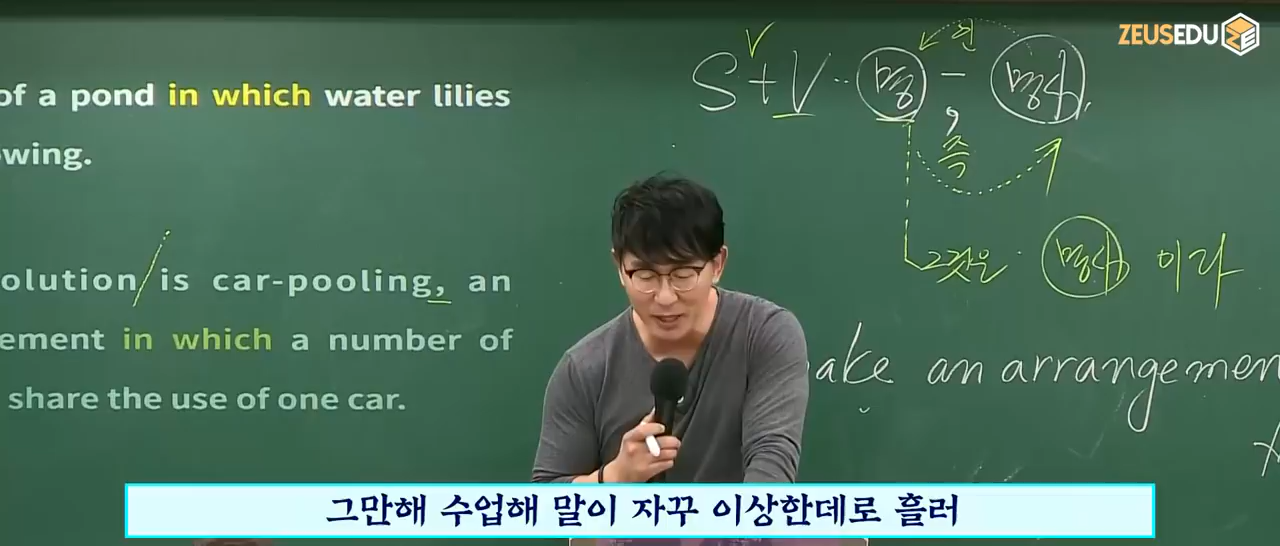 ZEUSEDU
of a pond in which water lilies
owing.
olution / is car-pooling, an
ement in which a number of
share the use of one car.
S + V ·· 명 – 명사
,
즉
그것은 명사 이다
ake an arrangemen
그만해 수업해 말이 자꾸 이상한데로 흘러